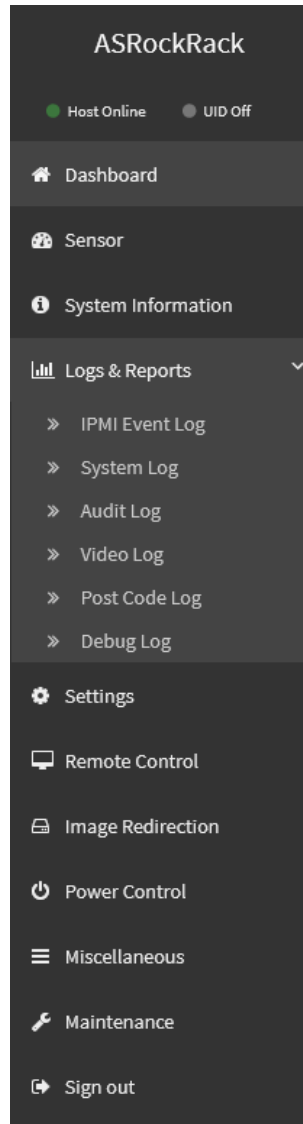 ASRockRack
Host Online UID Off
Dashboard
Sensor
System Information
Logs & Reports
IPMI Event Log
System Log
Audit Log
Video Log
Post Code Log
Debug Log
Settings
Remote Control
Image Redirection
Power Control
Miscellaneous
Maintenance
Sign out